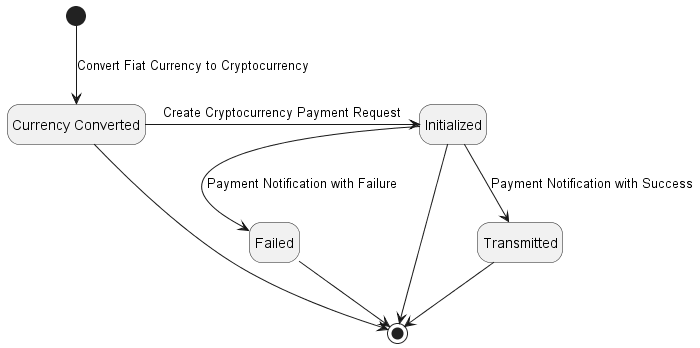 Convert Fiat Currency to Cryptocurrency
Currency Converted
Create Cryptocurrency Payment Request
Initialized
Payment Notification with Failure
Payment Notification with Success
Failed
Transmitted